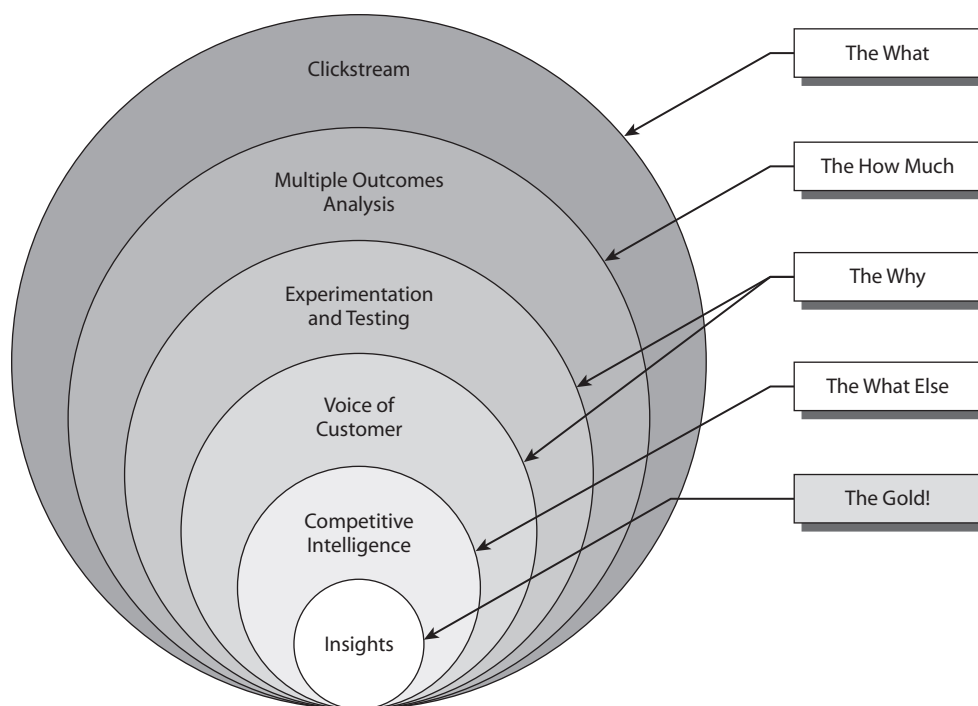 Clickstream
The What
Multiple Outcomes
Analysis
The How Much
Experimentation
and Testing
The Why
Voice of
Customer
The What Else
Competitive
Intelligence
The Gold!
Insights